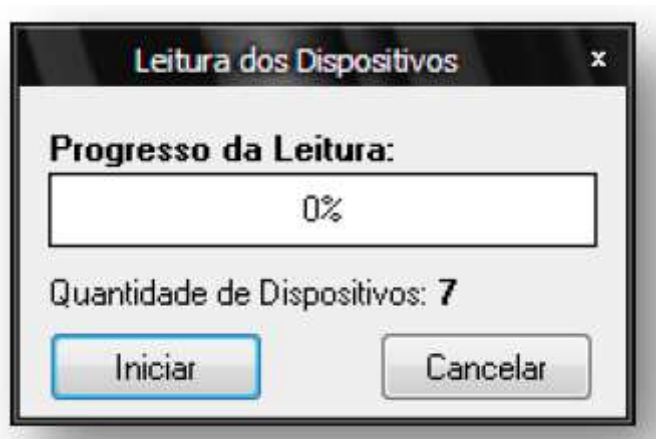 Leitura dos Dispositivos x
Progresso da Leitura:
0%
Quantidade de Dispositivos: 7
Iniciar Cancelar